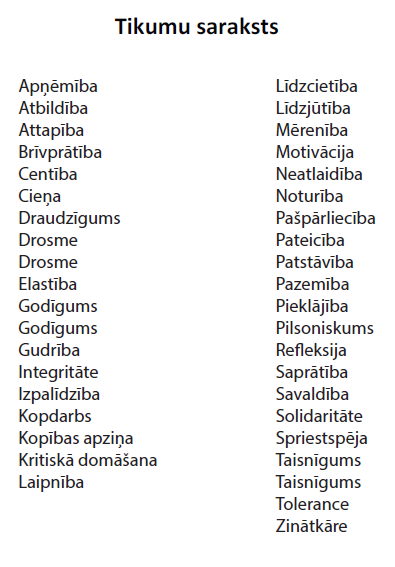 Tikumu saraksts
Apņēmība
Atbildība
Attapība
Brīvprātība
Centība
Cieņa
Draudzīgums
Drosme
Drosme
Elastība
Godīgums
Godīgums
Gudrība
Integritāte
Izpalīdzība
Kopdarbs
Kopības apziņa
Kritiskā domāšana
Laipnība
Līdzcietība
Līdzjūtība
Mērenība
Motivācija
Neatlaidība
Noturība
Pašpārliecība
Pateicība
Patstāvība
Pazemība
Pieklājība
Pilsoniskums
Refleksija
Saprātība
Savaldība
Solidaritāte
Spriestspēja
Taisnīgums
Taisnīgums
Tolerance
Zinātkāre